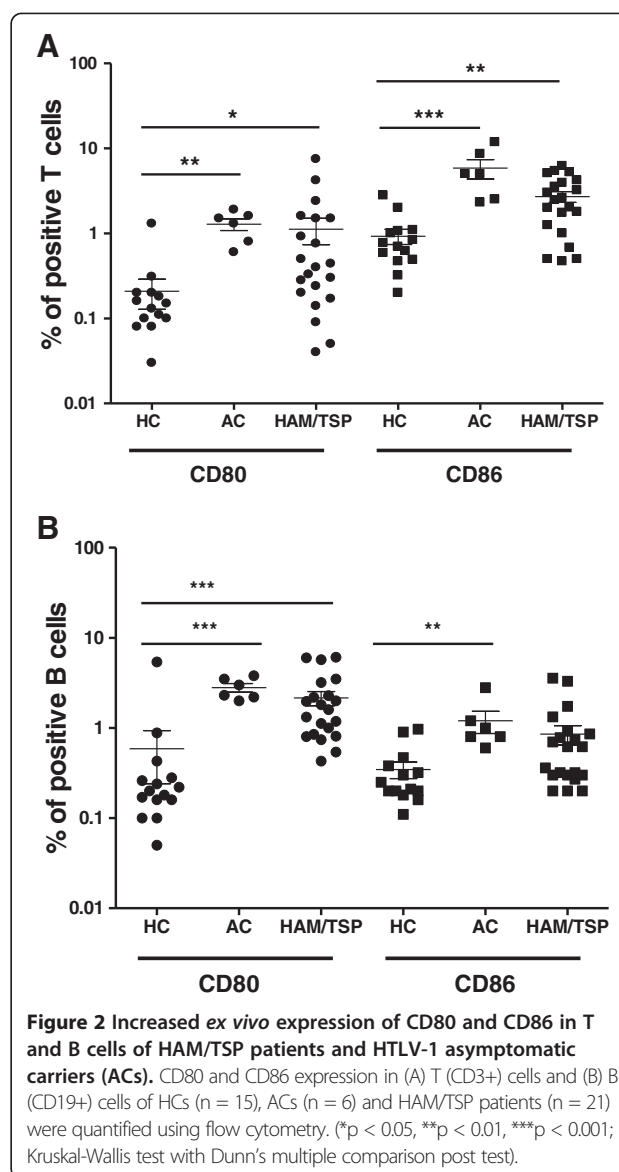 A
100
10
1
0.1
0.01
% of positive T cells
*
**
**
***
HC AC HAM/TSP HC AC HAM/TSP
CD80 CD86
B
100
10
1
0.1
0.01
% of positive B cells
***
***
**
HC AC HAM/TSP HC AC HAM/TSP
CD80 CD86
Figure 2 Increased ex vivo expression of CD80 and CD86 in T
and B cells of HAM/TSP patients and HTLV-1 asymptomatic
carriers (ACs). CD80 and CD86 expression in (A) T (CD3+) cells and (B) B
(CD19+) cells of HCs (n = 15), ACs (n = 6) and HAM/TSP patients (n = 21)
were quantified using flow cytometry. (*p < 0.05, **p < 0.01, ***p < 0.001;
Kruskal-Wallis test with Dunn's multiple comparison post test).